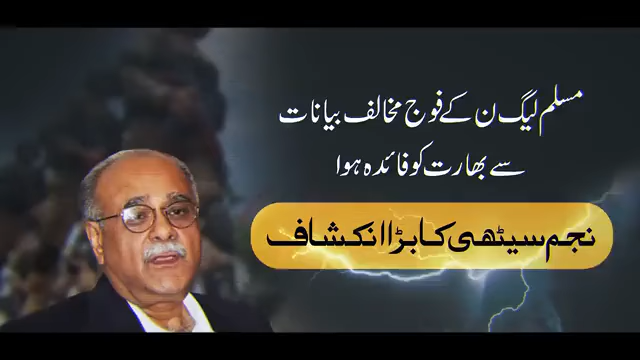 مسلم لیگ ن کے فوج مخالف بیانات
سے بھارت کو فائدہ ہوا
نجم سیٹھی کا بڑا انکشاف